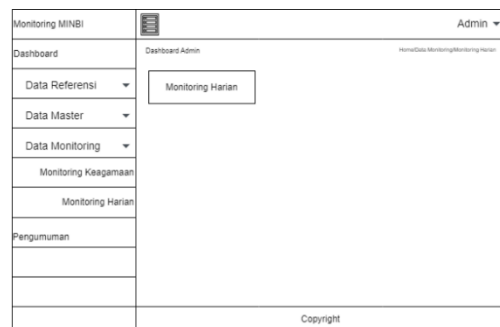 Monitoring MINBI
Admin
Dashboard
Dashboard Admin
Home/Data Monitoring/Monitoring Harian
Data Referensi
Monitoring Harian
Data Master
Data Monitoring
Monitoring Keagamaan
Monitoring Harian
Pengumuman
Copyright